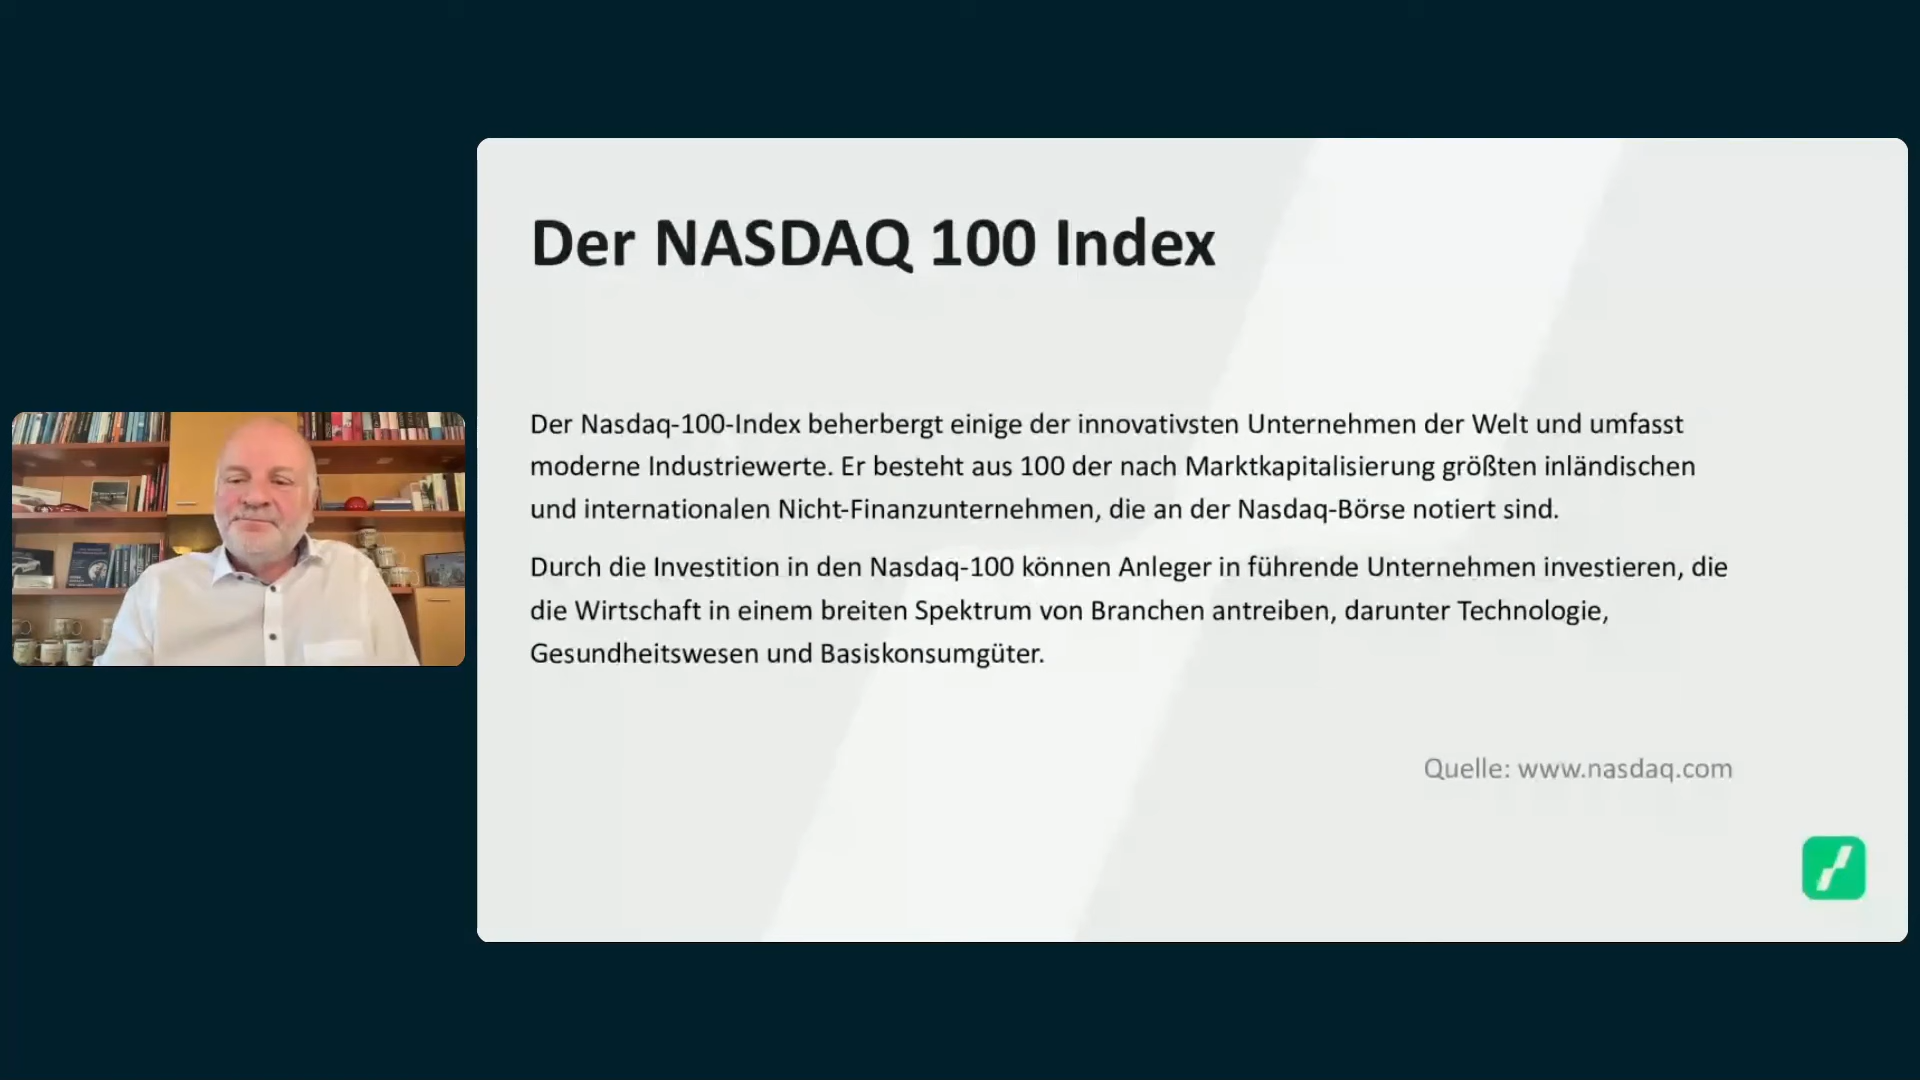 Der NASDAQ 100 Index
Der Nasdaq-100-Index beherbergt einige der innovativsten Unternehmen der Welt und umfasst
moderne Industriewerte. Er besteht aus 100 der nach Marktkapitalisierung größten inländischen
und internationalen Nicht-Finanzunternehmen, die an der Nasdaq-Börse notiert sind.
Durch die Investition in den Nasdaq-100 können Anleger in führende Unternehmen investieren, die
die Wirtschaft in einem breiten Spektrum von Branchen antreiben, darunter Technologie,
Gesundheitswesen und Basiskonsumgüter.
Quelle: www.nasdaq.com